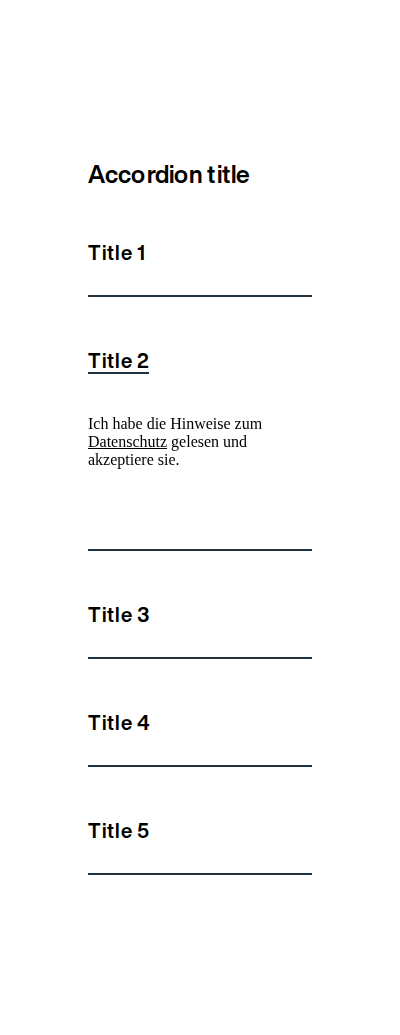 Accordion title
Title 1
Title 2
Ich habe die Hinweise zum
Datenschutz gelesen und
akzeptiere sie.
Title 3
Title 4
Title 5